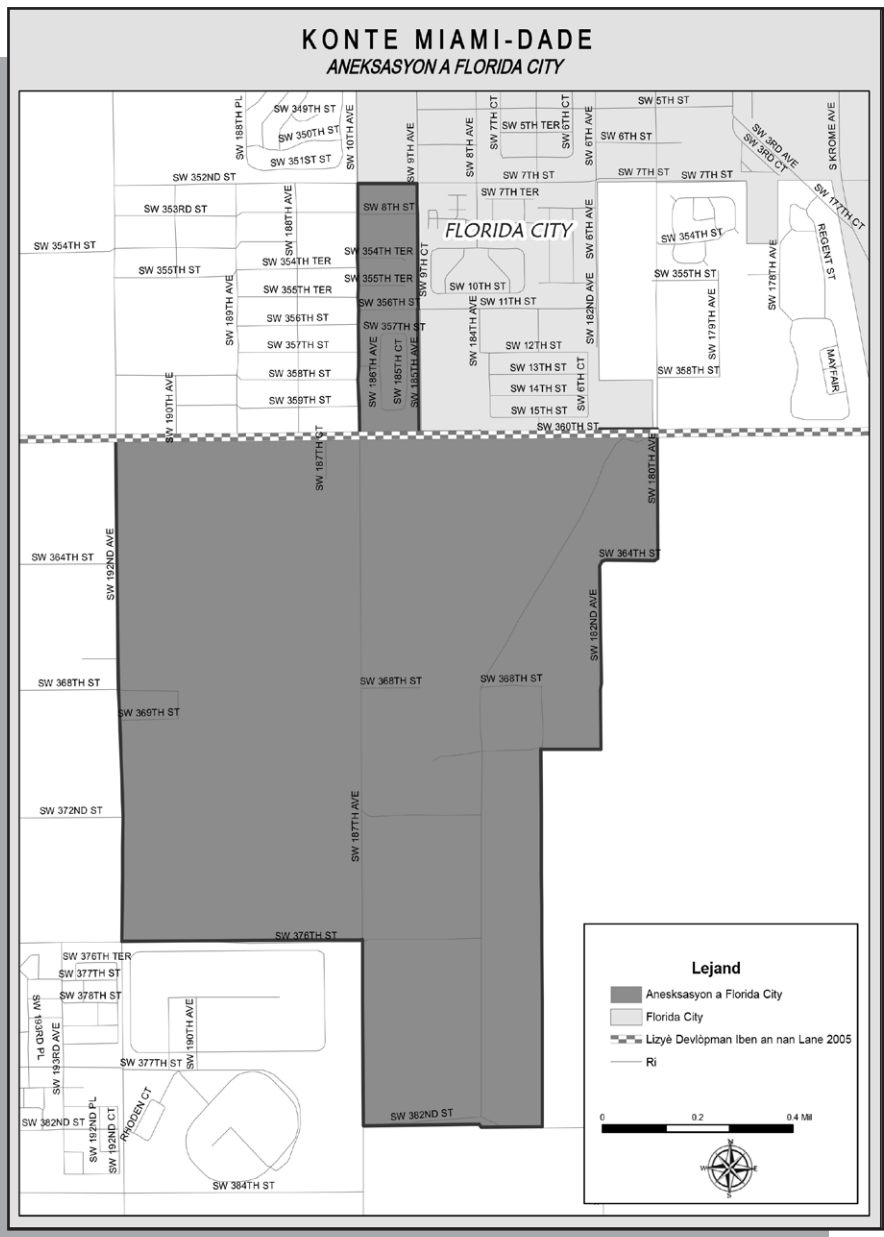 KONTE MIAMI-DADE
ANEKSASYON A FLORIDA CITY
SW 188TH PL
SW 349TH ST
SW 350TH ST
SW 351ST ST
SW 10TH AVE
SW 9TH AVE
SW 8TH AVE
SW 7TH CT
SW 5TH TER
SW 6TH CT
SW 6TH AVE
SW 5TH ST
SW 6TH ST
SW 3RD AVE
SW 3RD CT
S KROME AVE
SW 352ND ST
SW 7TH ST
SW 7TH ST
SW 7TH ST
SW 177TH CT
SW 353RD ST
SW 188TH AVE
SW 8TH ST
SW 7TH TER
FLORIDA CITY
SW 6TH AVE
SW 354TH ST
SW 354TH ST
REGENT ST
SW 354TH TER
SW 354TH TER
SW 9TH CT
SW 355TH ST
SW 355TH TER
SW 355TH TER
SW 10TH ST
SW 355TH ST
SW 178TH AVE
SW 189TH AVE
SW 356TH ST
SW 356TH ST
SW 11TH ST
SW 182ND AVE
SW 179TH AVE
SW 357TH ST
SW 357TH ST
SW 184TH AVE
SW 12TH ST
SW 358TH ST
SW 186TH AVE
SW 185TH CT
SW 185TH AVE
SW 13TH ST
SW 6TH CT
SW 358TH ST
MAYFAIR
SW 190TH AVE
SW 359TH ST
SW 14TH ST
SW 15TH ST
SW 360TH ST
SW 187TH CT
SW 180TH AVE
SW 364TH ST
SW 192ND AVE
SW 364TH ST
SW 182ND AVE
SW 368TH ST
SW 368TH ST
SW 368TH ST
SW 369TH ST
SW 372ND ST
SW 187TH AVE
SW 376TH ST
SW 376TH TER
SW 377TH ST
SW 378TH ST
SW 193RD PL
SW 193RD AVE
SW 190TH AVE
SW 377TH ST
SW 382ND ST
SW 192ND PL
SW 192ND CT
RHODEN CT
SW 382ND ST
SW 384TH ST
Lejand
Anesksasyon a Florida City
Florida City
Lizyè Devlòpman Iben an nan Lane 2005
Ri
0 0.2 0.4 Mil
N
W E
S